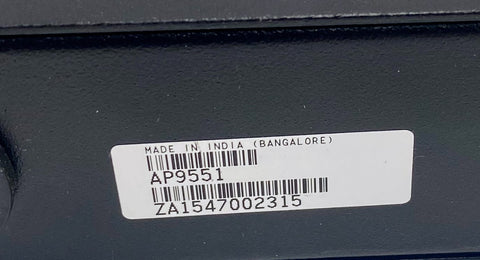 MADE IN INDIA (BANGALORE)
AP9551
ZA1547002315